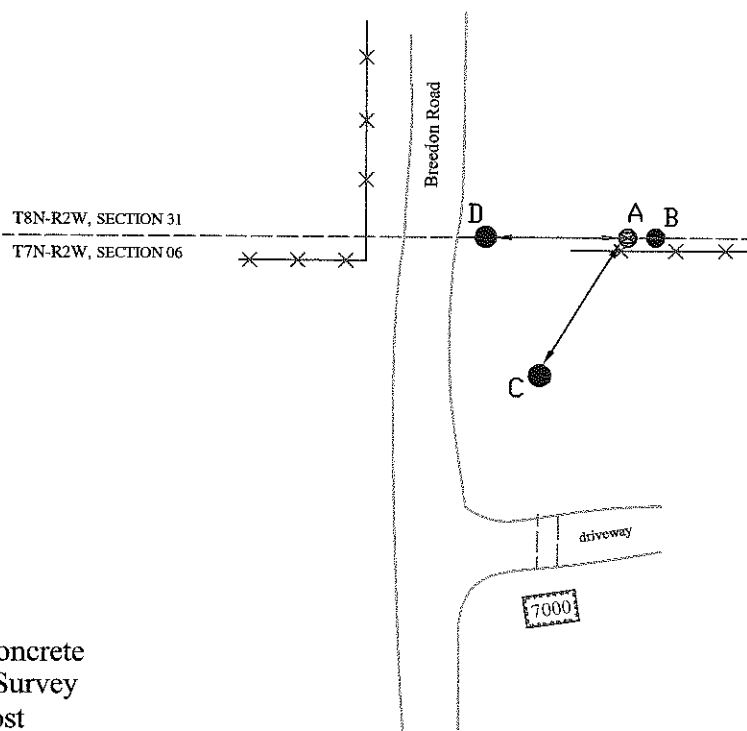 Breedon Road
T8N-R2W, SECTION 31
T7N-R2W, SECTION 06
D
A
B
C
driveway
7000
oncrete
Survey
ost